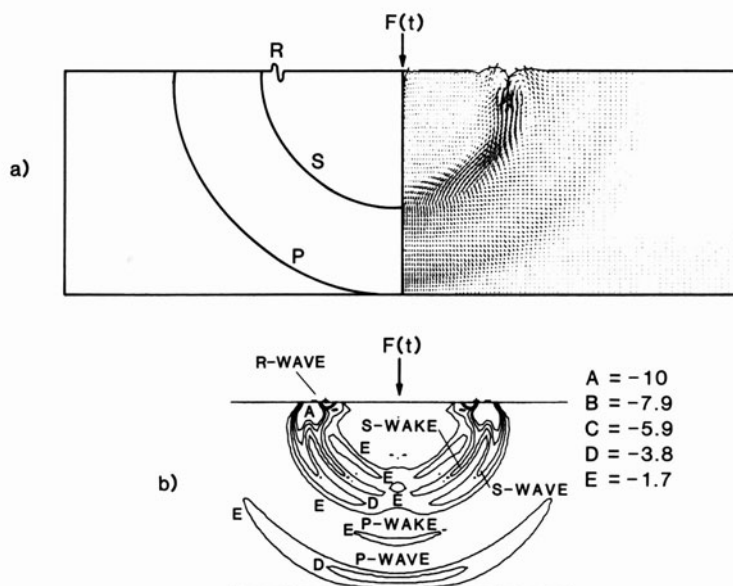 F(t)
R
S
P
a)
F(t)
R-WAVE
A = -10
B = -7.9
C = -5.9
D = -3.8
E = -1.7
A
E
S-WAKE
E
E
b)
E
D
S-WAVE
E
E
P-WAKE
D
P-WAVE